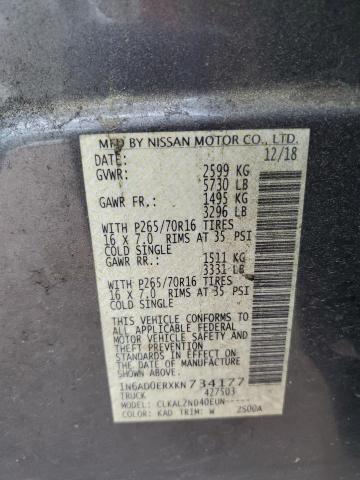 MFD BY NISSAN MOTOR CO., LTD.
DATE: 12/18
GVWR: 2599 KG
5730 LB
GAWR FR.: 1495 KG
3296 LB
WITH P265/70R16 TIRES
16 X 7.0 RIMS AT 35 PSI
COLD SINGLE
GAWR RR.: 1511 KG
3331 LB
WITH P265/70R16 TIRES
16 X 7.0 RIMS AT 35 PSI
COLD SINGLE
THIS VEHICLE CONFORMS TO ALL
APPLICABLE FEDERAL
MOTOR VEHICLE SAFETY
STANDARDS IN EFFECT
ON THE DATE OF MANUFACTURE
SHOWN ABOVE.
1N6AD0ERXKN734177
TRUCK 427503
MODEL: CLKALZND40EUN-----
COLOR: KAD TRIM: W 2S00A